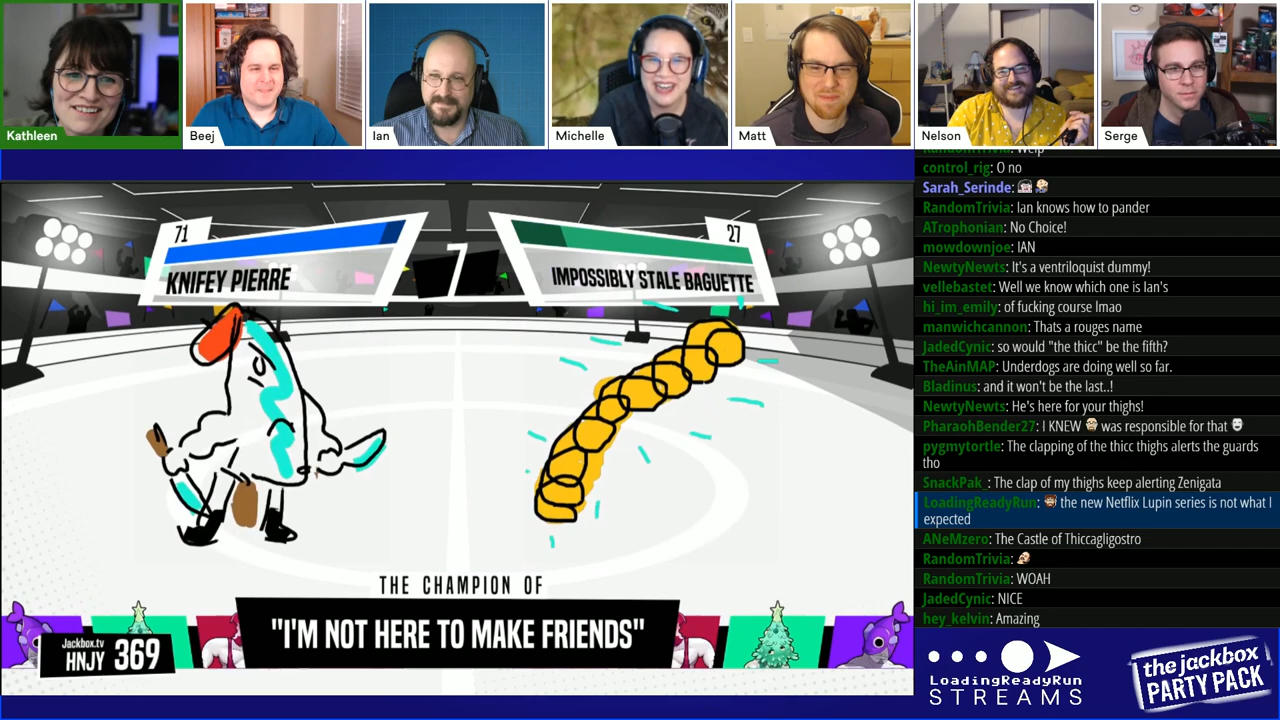 Kathleen
Beej
Ian
Michelle
Matt
Nelson
Serge
RandomTrivia: Welp
control_rig: O no
Sarah_Serinde:
RandomTrivia: Ian knows how to pander
ATrophonian: No Choice!
mowdownjoe: IAN
NewtyNewts: It's a ventriloquist dummy!
vellebastet: Well we know which one is Ian's
hi_im_emily: of fucking course lmao
manwichcannon: Thats a rouges name
JadedCynic: so would "the thicc" be the fifth?
TheAinMAP: Underdogs are doing well so far.
Bladinus: and it won't be the last..!
NewtyNewts: He's here for your thighs!
PharaohBender27: I KNEW was responsible for that
pygmytortle: The clapping of the thicc thighs alerts the guards
tho
SnackPak_: The clap of my thighs keep alerting Zenigata
LoadingReadyRun: the new Netflix Lupin series is not what I
expected
ANeMzero: The Castle of Thiccagligostro
RandomTrivia:
RandomTrivia: WOAH
JadedCynic: NICE
hey_kelvin: Amazing
71
KNIFEY PIERRE
7
27
IMPOSSIBLY STALE BAGUETTE
THE CHAMPION OF
"I'M NOT HERE TO MAKE FRIENDS"
Jackbox.tv
HNJY 369
LoadingReadyRun
STREAMS
the jackbox
PARTY PACK